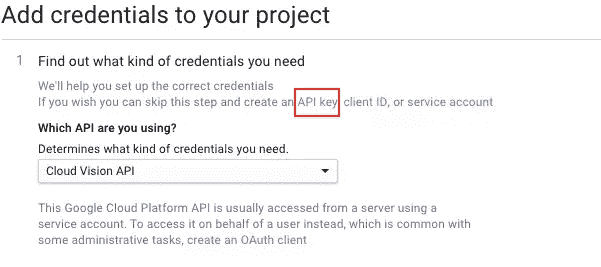 Add credentials to your project
1 Find out what kind of credentials you need
We'll help you set up the correct credentials
If you wish you can skip this step and create an API key, client ID, or service account
Which API are you using?
Determines what kind of credentials you need.
Cloud Vision API
This Google Cloud Platform API is usually accessed from a server using a
service account. To access it on behalf of a user instead, which is common with
some administrative tasks, create an OAuth client